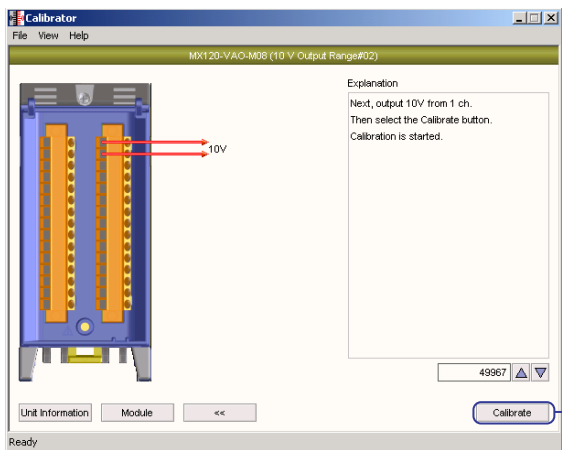 Calibrator
File View Help
MX120-VAO-M08 (10 V Output Range#02)
10V
Explanation
Next, output 10V from 1 ch.
Then select the Calibrate button.
Calibration is started.
49967
Unit Information Module << Calibrate
Ready